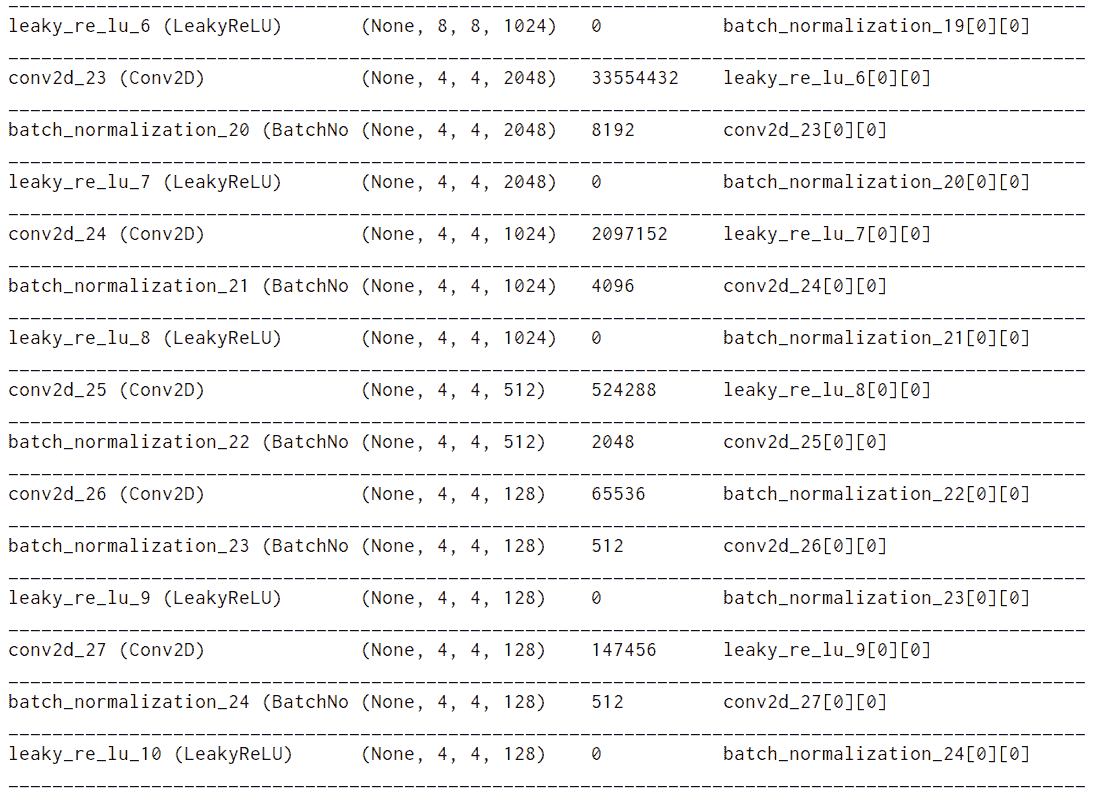 leaky_re_lu_6 (LeakyReLU) (None, 8, 8, 1024) 0 batch_normalization_19[0][0]
conv2d_23 (Conv2D) (None, 4, 4, 2048) 33554432 leaky_re_lu_6[0][0]
batch_normalization_20 (BatchNo (None, 4, 4, 2048) 8192 conv2d_23[0][0]
leaky_re_lu_7 (LeakyReLU) (None, 4, 4, 2048) 0 batch_normalization_20[0][0]
conv2d_24 (Conv2D) (None, 4, 4, 1024) 2097152 leaky_re_lu_7[0][0]
batch_normalization_21 (BatchNo (None, 4, 4, 1024) 4096 conv2d_24[0][0]
leaky_re_lu_8 (LeakyReLU) (None, 4, 4, 1024) 0 batch_normalization_21[0][0]
conv2d_25 (Conv2D) (None, 4, 4, 512) 524288 leaky_re_lu_8[0][0]
batch_normalization_22 (BatchNo (None, 4, 4, 512) 2048 conv2d_25[0][0]
conv2d_26 (Conv2D) (None, 4, 4, 128) 65536 batch_normalization_22[0][0]
batch_normalization_23 (BatchNo (None, 4, 4, 128) 512 conv2d_26[0][0]
leaky_re_lu_9 (LeakyReLU) (None, 4, 4, 128) 0 batch_normalization_23[0][0]
conv2d_27 (Conv2D) (None, 4, 4, 128) 147456 leaky_re_lu_9[0][0]
batch_normalization_24 (BatchNo (None, 4, 4, 128) 512 conv2d_27[0][0]
leaky_re_lu_10 (LeakyReLU) (None, 4, 4, 128) 0 batch_normalization_24[0][0]